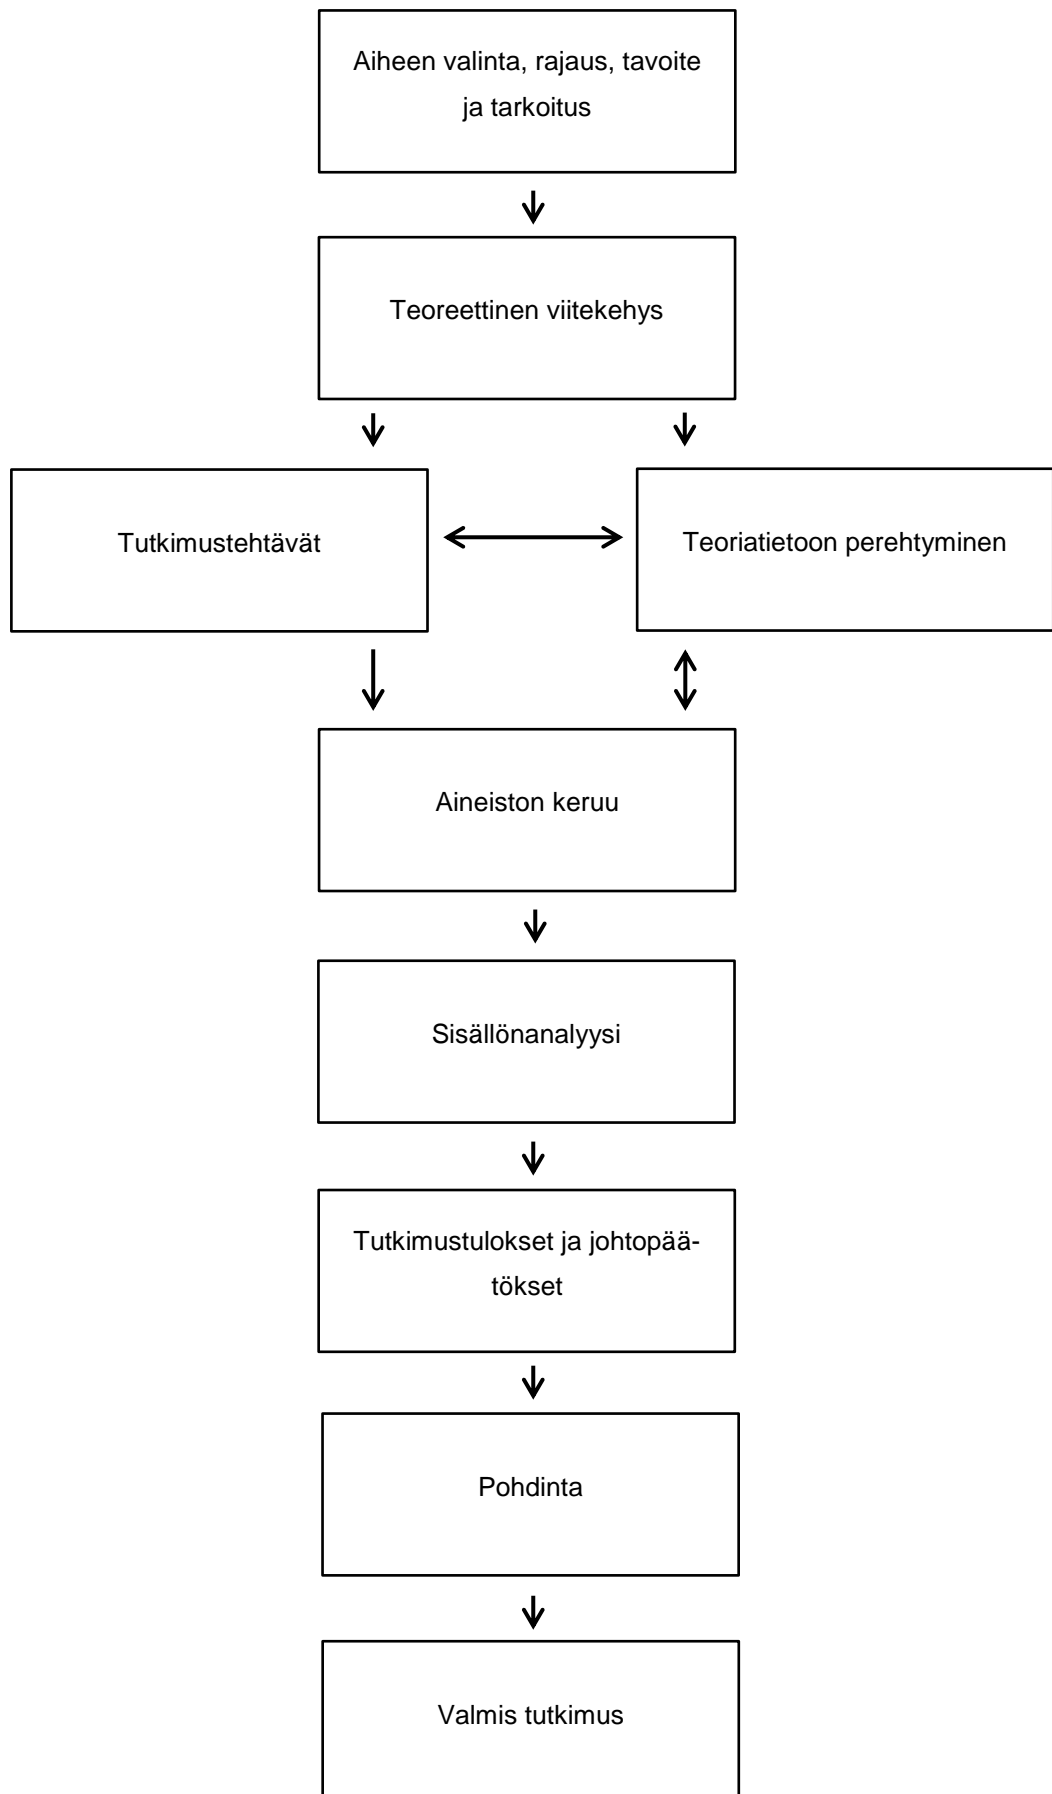 Aiheen valinta, rajaus, tavoite
ja tarkoitus
Teoreettinen viitekehys
Tutkimustehtävät
Teoriatietoon perehtyminen
Aineiston keruu
Sisällönanalyysi
Tutkimustulokset ja johtopää-
tökset
Pohdinta
Valmis tutkimus